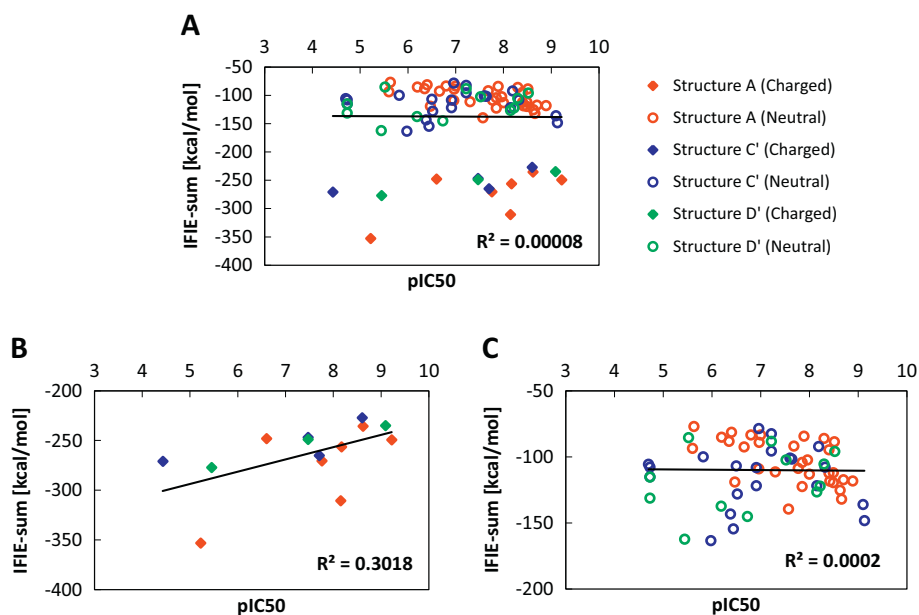 A
3 4 5 6 7 8 9 10
-50
-100
-150
-200
-250
-300
-350
-400
IFIE-sum [kcal/mol]
R² = 0.00008
pIC50
Structure A (Charged)
Structure A (Neutral)
Structure C' (Charged)
Structure C' (Neutral)
Structure D' (Charged)
Structure D' (Neutral)
B
3 4 5 6 7 8 9 10
-200
-250
-300
-350
-400
IFIE-sum [kcal/mol]
R² = 0.3018
pIC50
C
3 4 5 6 7 8 9 10
-50
-100
-150
-200
IFIE-sum [kcal/mol]
R² = 0.0002
pIC50